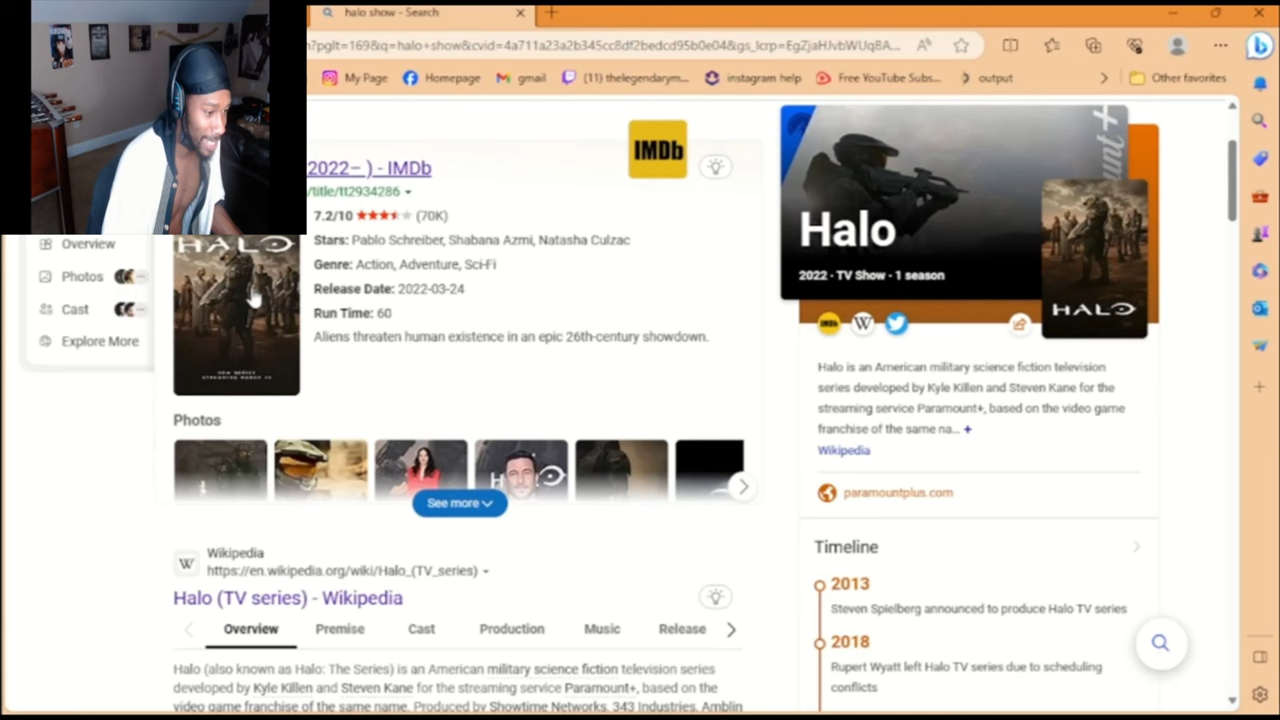 halo show - Search
n?pglt=169&q=halo+show&cvid=4a711a23a2b345cc8df2bedcd95b0e04&gs_lcrp=EgZjaHJvbWUq8A...
My Page
Homepage
gmail
(11) thelegendarym...
instagram help
Free YouTube Subs...
output
Other favorites
2022– ) - IMDb
/title/tt2934286
IMDb
7.2/10
(70K)
Stars: Pablo Schreiber, Shabana Azmi, Natasha Culzac
Genre: Action, Adventure, Sci-Fi
Release Date: 2022-03-24
Run Time: 60
Aliens threaten human existence in an epic 26th-century showdown.
Overview
Photos
Cast
Explore More
HALO
NEW SERIES
STREAMING MARCH 24
Photos
See more
Wikipedia
https://en.wikipedia.org/wiki/Halo_(TV_series)
Halo (TV series) - Wikipedia
Overview
Premise
Cast
Production
Music
Release
Halo (also known as Halo: The Series) is an American military science fiction television series
developed by Kyle Killen and Steven Kane for the streaming service Paramount+, based on the
video game franchise of the same name. Produced by Showtime Networks, 343 Industries, Amblin
Halo
2022 · TV Show · 1 season
HALO
IMDb
W
Halo is an American military science fiction television
series developed by Kyle Killen and Steven Kane for the
streaming service Paramount+, based on the video game
franchise of the same na... +
Wikipedia
paramountplus.com
Timeline
2013
Steven Spielberg announced to produce Halo TV series
2018
Rupert Wyatt left Halo TV series due to scheduling
conflicts